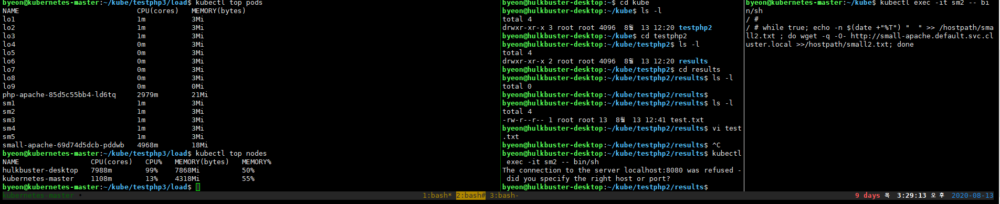 byeon@kubernetes-master:~/kube/testphp3/load$ kubectl top pods
NAME CPU(cores) MEMORY(bytes)
lo1 1m 3Mi
lo2 1m 3Mi
lo3 1m 3Mi
lo4 0m 3Mi
lo5 0m 3Mi
lo6 0m 3Mi
lo7 0m 3Mi
lo8 0m 3Mi
lo9 0m 0Mi
php-apache-85d5c55bb4-ld6tq 2979m 21Mi
sm1 1m 3Mi
sm2 1m 3Mi
sm3 1m 3Mi
sm4 1m 3Mi
sm5 1m 3Mi
small-apache-69d74d5dcb-pddwb 4968m 18Mi
byeon@kubernetes-master:~/kube/testphp3/load$ kubectl top nodes
NAME CPU(cores) CPU% MEMORY(bytes) MEMORY%
hulkbuster-desktop 7988m 99% 7868Mi 50%
kubernetes-master 1108m 13% 4318Mi 55%
byeon@kubernetes-master:~/kube/testphp3/load$
byeon@hulkbuster-desktop:~$ cd kube
byeon@hulkbuster-desktop:~/kube$ ls -l
total 4
drwxr-xr-x 3 root root 4096 8월 13 12:20 testphp2
byeon@hulkbuster-desktop:~/kube$ cd testphp2
byeon@hulkbuster-desktop:~/kube/testphp2$ ls -l
total 4
drwxr-xr-x 2 root root 4096 8월 13 12:20 results
byeon@hulkbuster-desktop:~/kube/testphp2$ cd results
byeon@hulkbuster-desktop:~/kube/testphp2/results$ ls -l
total 0
byeon@hulkbuster-desktop:~/kube/testphp2/results$
byeon@hulkbuster-desktop:~/kube/testphp2/results$ ls -l
total 4
-rw-r--r-- 1 root root 13 8월 13 12:41 test.txt
byeon@hulkbuster-desktop:~/kube/testphp2/results$ vi test
.txt
byeon@hulkbuster-desktop:~/kube/testphp2/results$ ^C
byeon@hulkbuster-desktop:~/kube/testphp2/results$ kubectl
 exec -it sm2 -- bin/sh
The connection to the server localhost:8080 was refused -
 did you specify the right host or port?
byeon@hulkbuster-desktop:~/kube/testphp2/results$
byeon@kubernetes-master:~/kube$ kubectl exec -it sm2 -- bi
n/sh
/ #
/ # while true; echo -n $(date +"%T") "  " >> /hostpath/sma
ll2.txt ; do wget -q -O- http://small-apache.default.svc.cl
uster.local >>/hostpath/small2.txt; done
kubernetes-master • 1:bash* 2:bash# 3:bash- 9 days 목 3:29:13 오후 2020-08-13